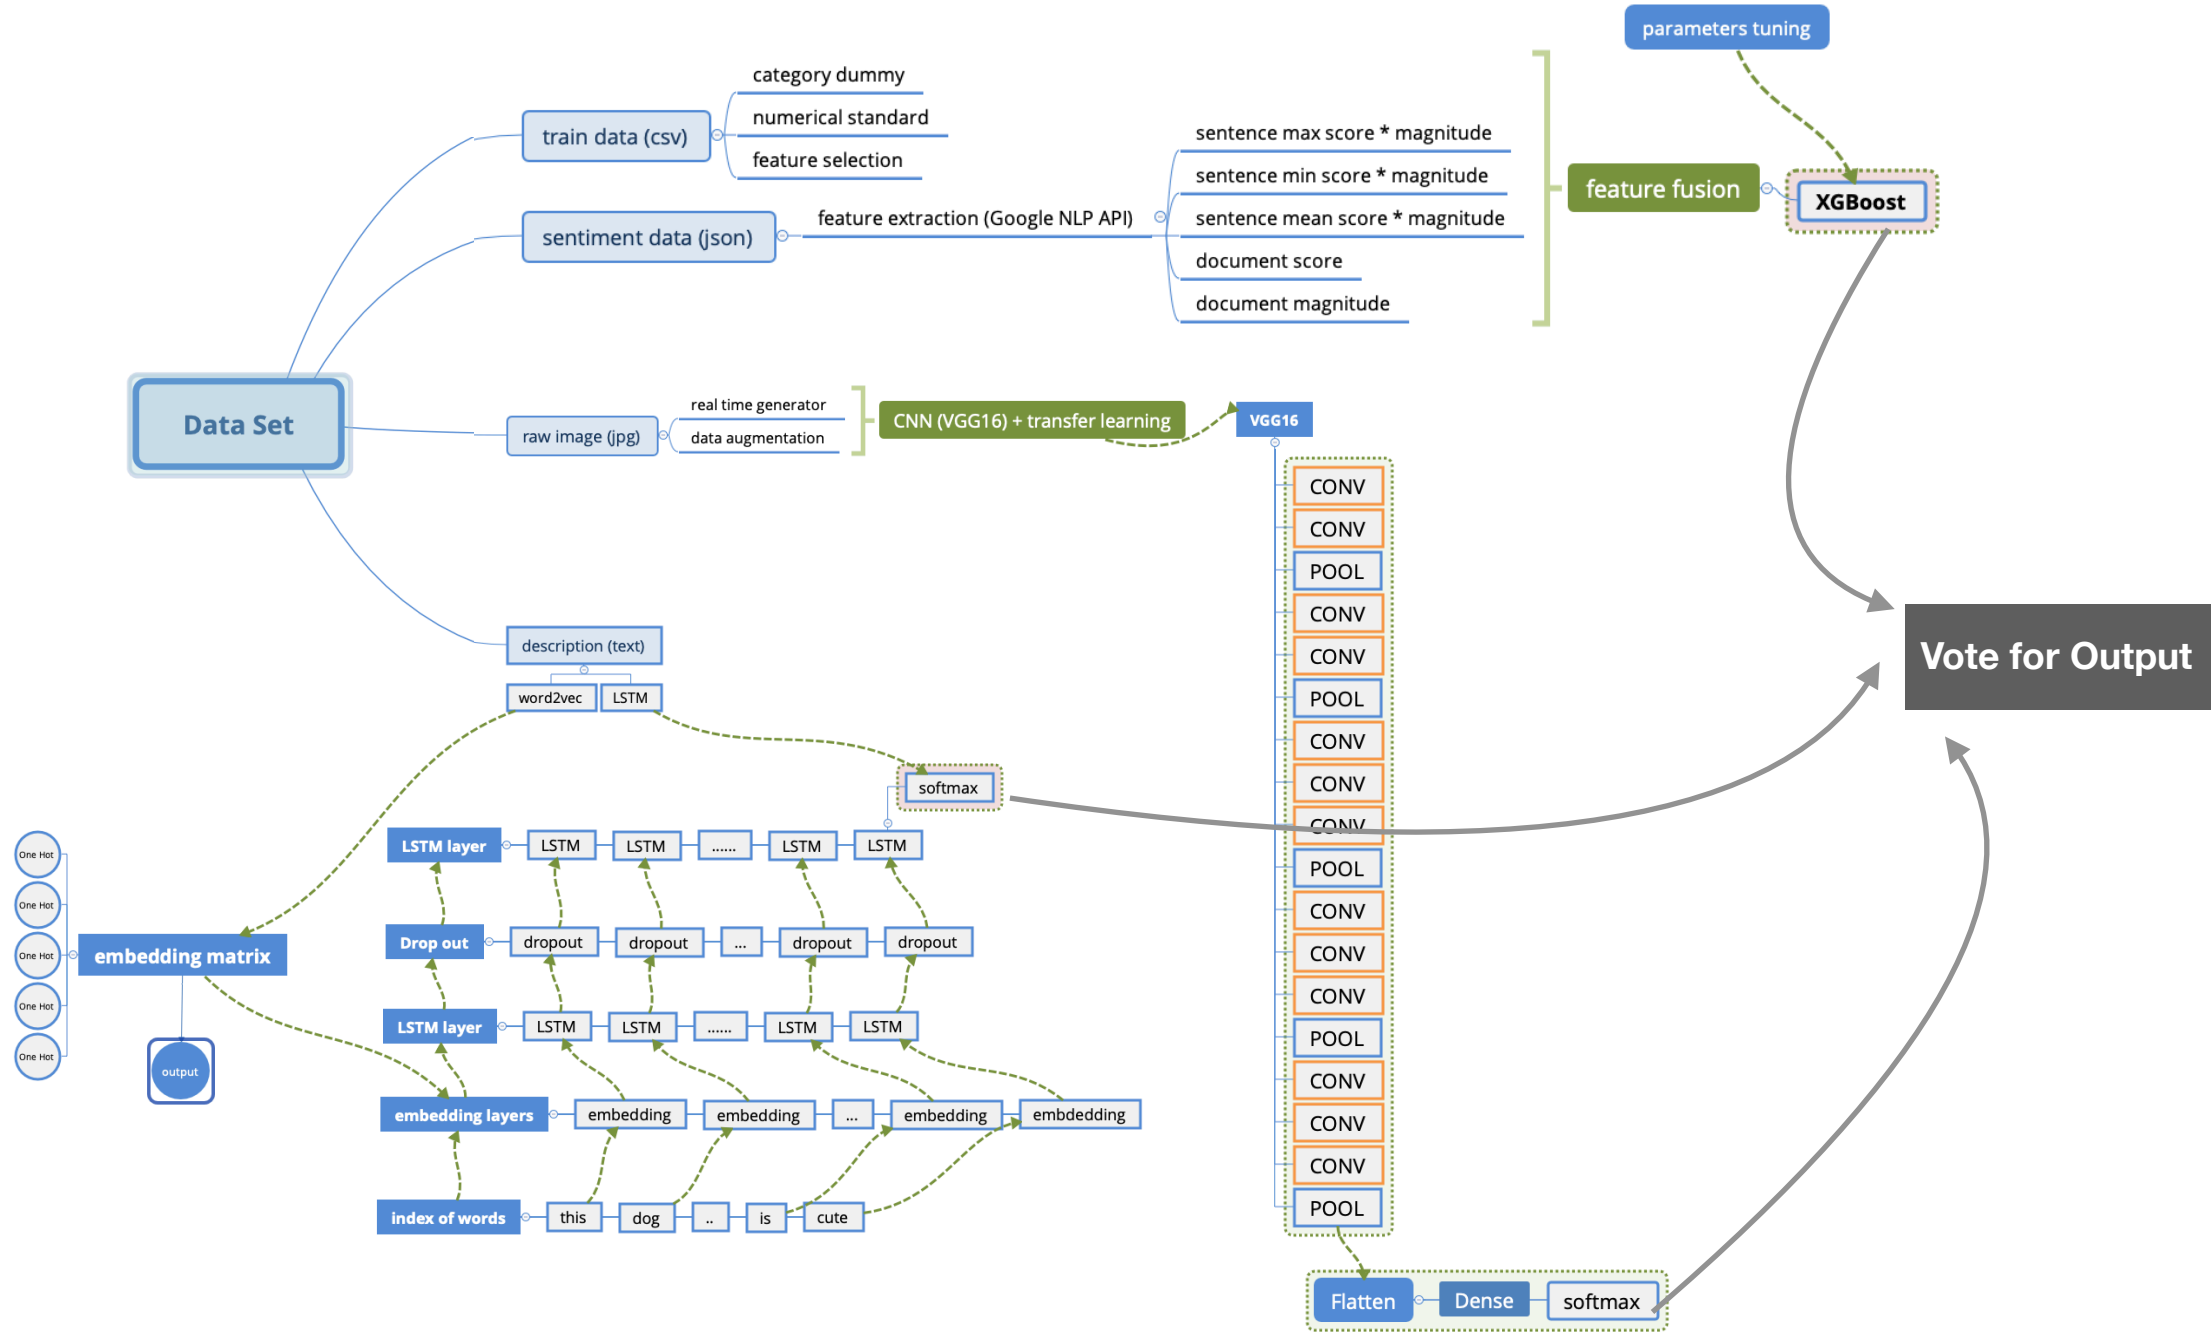 parameters tuning
category dummy
numerical standard
feature selection
train data (csv)
sentiment data (json)
feature extraction (Google NLP API)
sentence max score * magnitude
sentence min score * magnitude
sentence mean score * magnitude
document score
document magnitude
feature fusion
XGBoost
Data Set
raw image (jpg)
real time generator
data augmentation
CNN (VGG16) + transfer learning
VGG16
CONV
CONV
POOL
CONV
CONV
POOL
CONV
CONV
CONV
POOL
CONV
CONV
CONV
POOL
CONV
CONV
CONV
POOL
Flatten
Dense
softmax
Vote for Output
description (text)
word2vec
LSTM
softmax
LSTM layer
LSTM
LSTM
......
LSTM
LSTM
Drop out
dropout
dropout
...
dropout
dropout
LSTM layer
LSTM
LSTM
......
LSTM
LSTM
embedding layers
embedding
embedding
...
embedding
embdedding
index of words
this
dog
..
is
cute
One Hot
One Hot
One Hot
One Hot
One Hot
embedding matrix
output